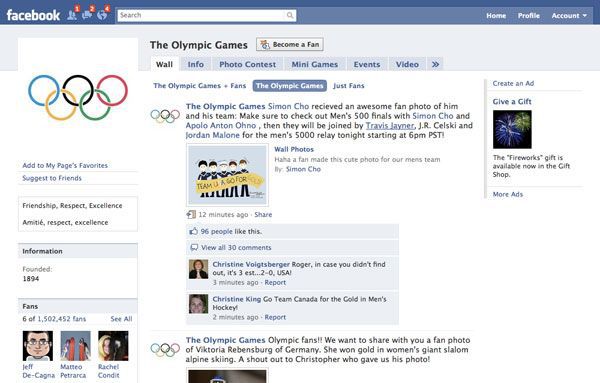 facebook
1
2
1
Search
Home
Profile
Account
The Olympic Games
Become a Fan
Wall
Info
Photo Contest
Mini Games
Events
Video
»
The Olympic Games + Fans
The Olympic Games
Just Fans
The Olympic Games Simon Cho recieved an awesome fan photo of him
and his team: Make sure to check out Men's 500 finals with Simon Cho and
Apolo Anton Ohno , then they will be joined by Travis Jayner, J.R. Celski and
Jordan Malone for the men's 5000 relay tonight starting at 6pm PST!
TEAM U A GO FOR GOLD
Wall Photos
Haha a fan made this cute photo for our mens team
By: Simon Cho
12 minutes ago · Share
96 people like this.
View all 30 comments
Christine Voigtsberger Roger, in case you didn't find
out, it's 3 est...2-0, USA!
3 minutes ago · Report
Christine King Go Team Canada for the Gold in Men's
Hockey!
2 minutes ago · Report
The Olympic Games Olympic fans!! We want to share with you a fan photo
of Viktoria Rebensburg of Germany. She won gold in women's giant slalom
alpine skiing. A shout out to Christopher who gave us his photo!
Add to My Page's Favorites
Suggest to Friends
Friendship, Respect, Excellence
Amitié, respect, excellence
Information
Founded:
1894
Fans
6 of 1,502,452 fans
See All
Jeff
De-Cagna
Matteo
Petrarca
Rachel
Condit
Create an Ad
Give a Gift
The "Fireworks" gift is
available now in the Gift
Shop.
More Ads